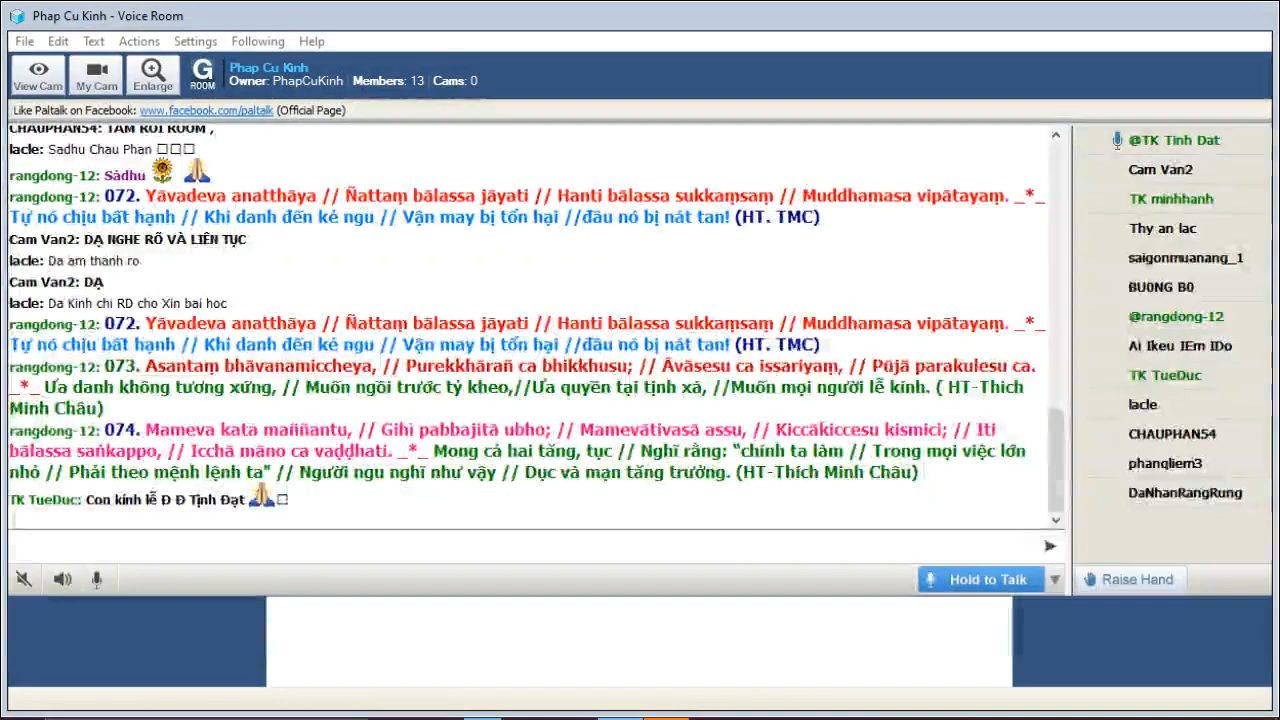 Phap Cu Kinh - Voice Room
File Edit Text Actions Settings Following Help
View Cam My Cam Enlarge G ROOM
Phap Cu Kinh
Owner: PhapCuKinh Members: 13 Cams: 0
Like Paltalk on Facebook: www.facebook.com/paltalk (Official Page)
CHAUPHAN54: TAM ROI ROOM ,
lacle: Sadhu Chau Phan
rangdong-12: Sàdhu
rangdong-12: 072. Yāvadeva anatthāya // Ñattaṃ bālassa jāyati // Hanti bālassa sukkaṃsaṃ // Muddhamasa vipātayaṃ. _*_
Tự nó chịu bất hạnh // Khi danh đến kẻ ngu // Vận may bị tổn hại //đầu nó bị nát tan! (HT. TMC)
Cam Van2: DẠ NGHE RÕ VÀ LIÊN TỤC
lacle: Da am thanh ro
Cam Van2: DẠ
lacle: Da Kinh chi RD cho Xin bai hoc
rangdong-12: 072. Yāvadeva anatthāya // Ñattaṃ bālassa jāyati // Hanti bālassa sukkaṃsaṃ // Muddhamasa vipātayaṃ. _*_
Tự nó chịu bất hạnh // Khi danh đến kẻ ngu // Vận may bị tổn hại //đầu nó bị nát tan! (HT. TMC)
rangdong-12: 073. Asantaṃ bhāvanamiccheyya, // Purekkhārañ ca bhikkhusu; // Āvāsesu ca issariyaṃ, // Pūjā parakulesu ca.
_*_ Ưa danh không tương xứng, // Muốn ngồi trước tỷ kheo,//Ưa quyền tại tịnh xá, //Muốn mọi người lễ kính. ( HT-Thích
Minh Châu)
rangdong-12: 074. Mameva kata maññantu, // Gihī pabbajitā ubho; // Mamevātivasā assu, // Kiccākiccesu kismici; // Iti
bālassa saṅkappo, // Icchā māno ca vaḍḍhati. _*_ Mong cả hai tăng, tục // Nghĩ rằng: “chính ta làm // Trong mọi việc lớn
nhỏ // Phải theo mệnh lệnh ta" // Người ngu nghĩ như vậy // Dục và mạn tăng trưởng. (HT-Thích Minh Châu)
TK TueDuc: Con kính lễ Đ Đ Tịnh Đạt
Hold to Talk
@TK Tinh Dat
Cam Van2
TK minhhanh
Thy an lac
saigonmuanang_1
BU0NG B0
@rangdong-12
Ai Ikeu IEm IDo
TK TueDuc
lacle
CHAUPHAN54
phanqliem3
DaNhanRangRung
Raise Hand